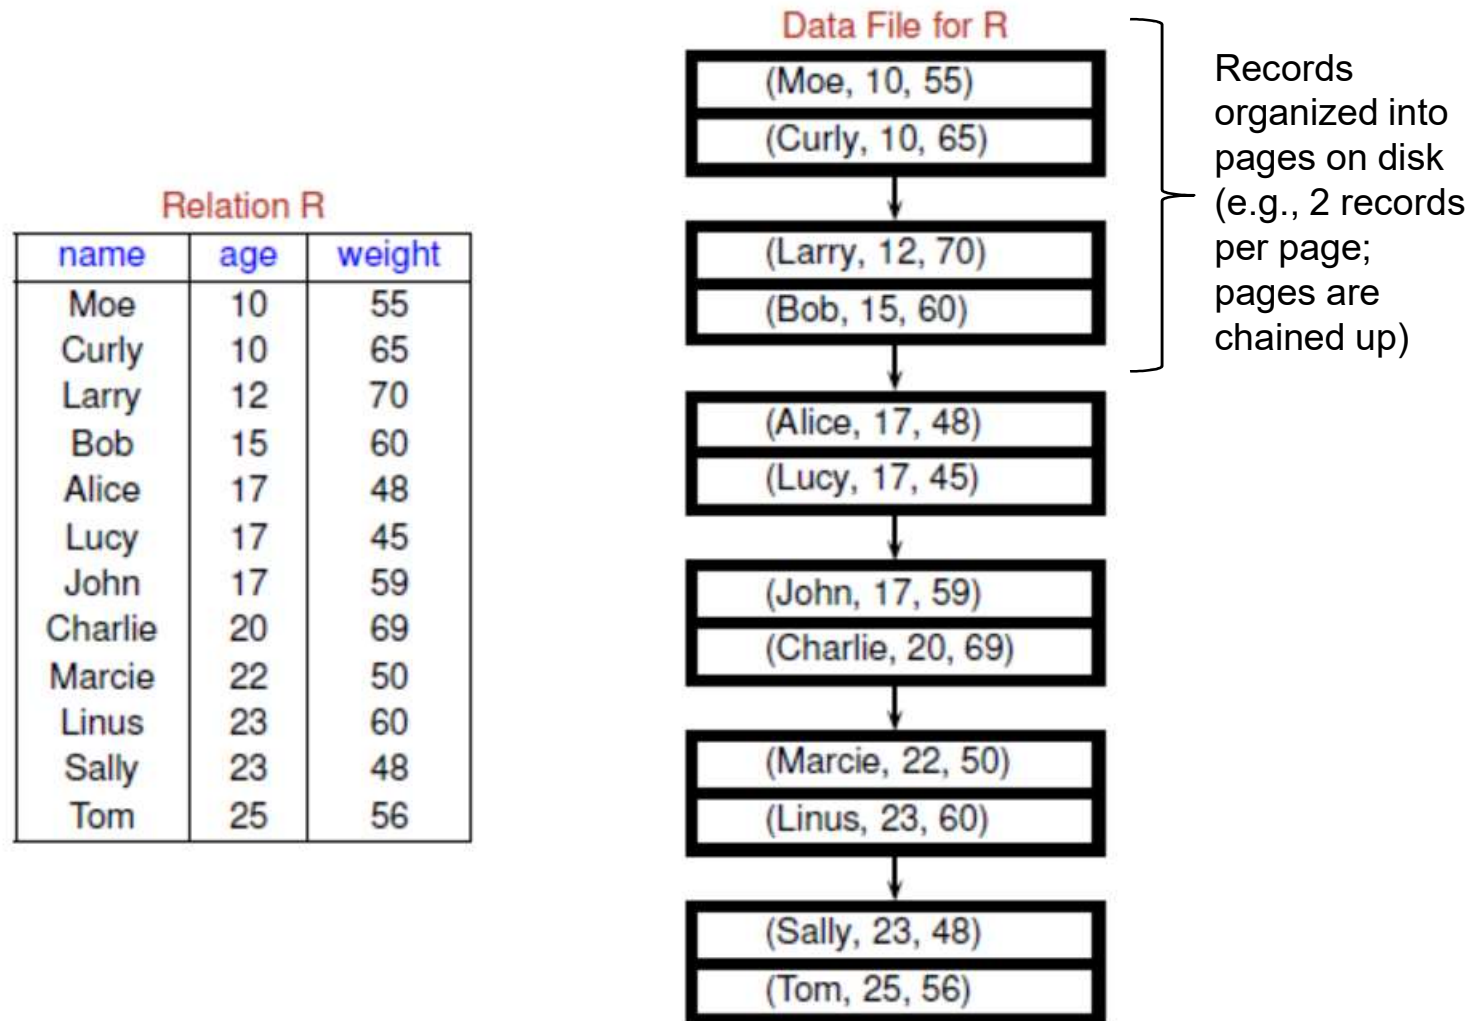 Relation R
name age weight
Moe 10 55
Curly 10 65
Larry 12 70
Bob 15 60
Alice 17 48
Lucy 17 45
John 17 59
Charlie 20 69
Marcie 22 50
Linus 23 60
Sally 23 48
Tom 25 56
Data File for R
(Moe, 10, 55)
(Curly, 10, 65)
(Larry, 12, 70)
(Bob, 15, 60)
(Alice, 17, 48)
(Lucy, 17, 45)
(John, 17, 59)
(Charlie, 20, 69)
(Marcie, 22, 50)
(Linus, 23, 60)
(Sally, 23, 48)
(Tom, 25, 56)
Records
organized into
pages on disk
(e.g., 2 records
per page;
pages are
chained up)